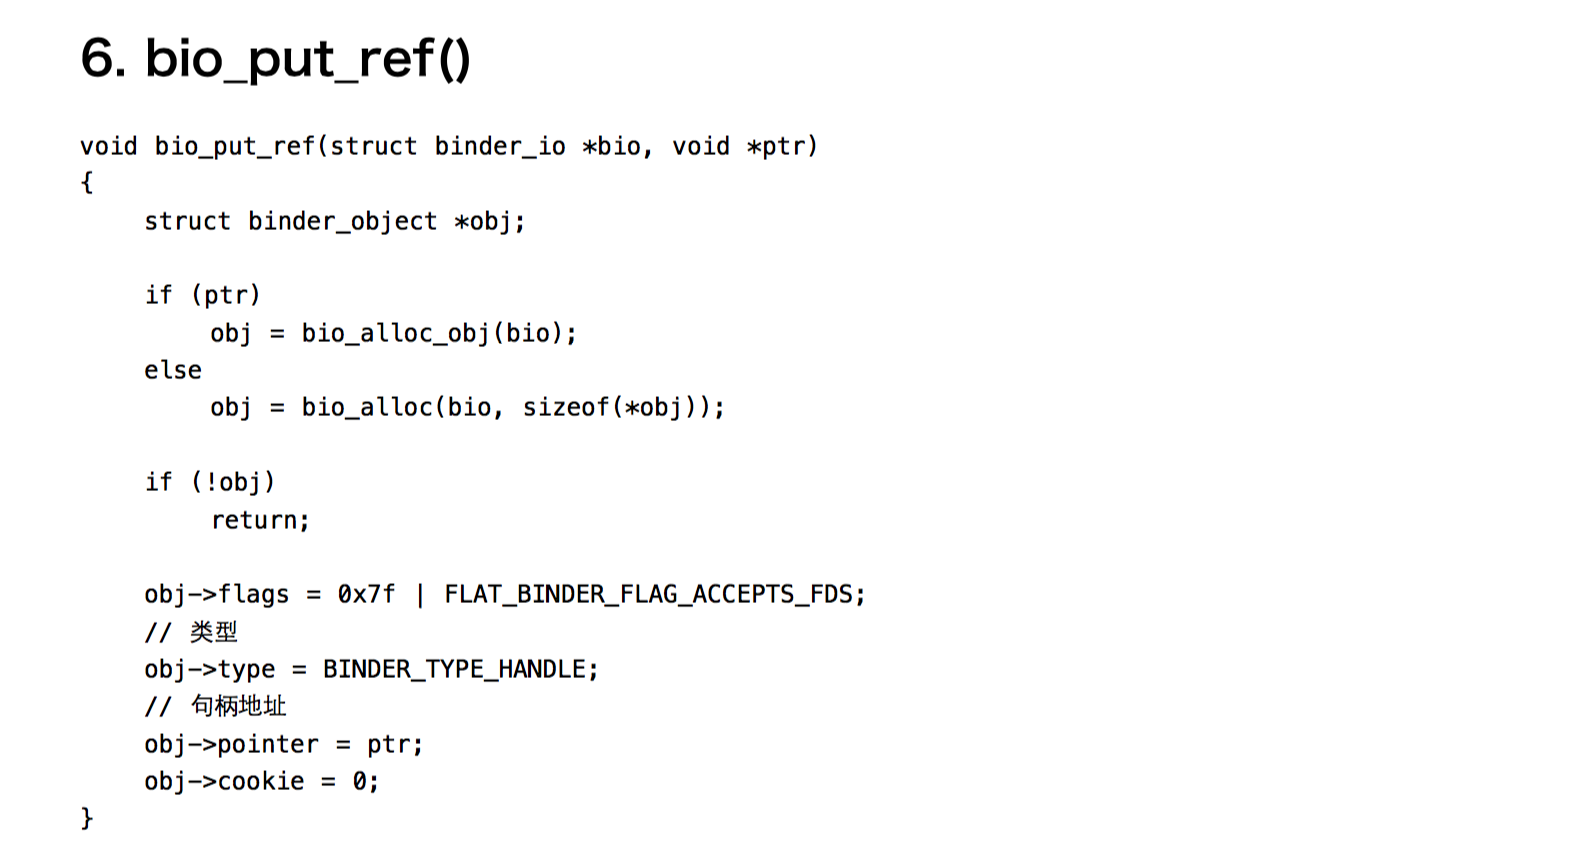 6. bio_put_ref()
void bio_put_ref(struct binder_io *bio, void *ptr)
{
    struct binder_object *obj;

    if (ptr)
        obj = bio_alloc_obj(bio);
    else
        obj = bio_alloc(bio, sizeof(*obj));

    if (!obj)
        return;

    obj->flags = 0x7f | FLAT_BINDER_FLAG_ACCEPTS_FDS;
    // 类型
    obj->type = BINDER_TYPE_HANDLE;
    // 句柄地址
    obj->pointer = ptr;
    obj->cookie = 0;
}